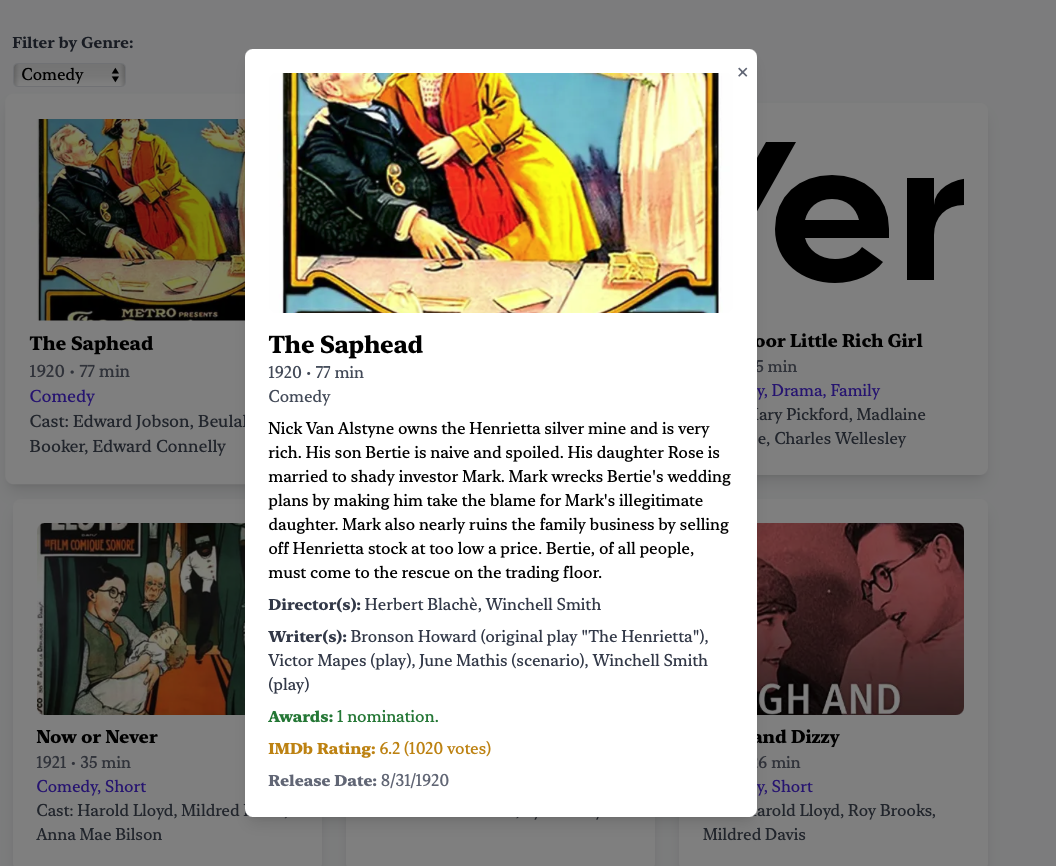 Filter by Genre:
Comedy
×
METRO PRESENTS
The Saphead
1920 • 77 min
Comedy
Cast: Edward Jobson, Beulah
Booker, Edward Connelly
The Saphead
1920 • 77 min
Comedy
Nick Van Alstyne owns the Henrietta silver mine and is very
rich. His son Bertie is naive and spoiled. His daughter Rose is
married to shady investor Mark. Mark wrecks Bertie's wedding
plans by making him take the blame for Mark's illegitimate
daughter. Mark also nearly ruins the family business by selling
off Henrietta stock at too low a price. Bertie, of all people,
must come to the rescue on the trading floor.
Director(s): Herbert Blachè, Winchell Smith
Writer(s): Bronson Howard (original play "The Henrietta"),
Victor Mapes (play), June Mathis (scenario), Winchell Smith
(play)
Awards: 1 nomination.
IMDb Rating: 6.2 (1020 votes)
Release Date: 8/31/1920
er
oor Little Rich Girl
5 min
y, Drama, Family
ary Pickford, Madlaine
e, Charles Wellesley
LLOYD
FILM COMIQUE SONORE
Now or Never
1921 • 35 min
Comedy, Short
Cast: Harold Lloyd, Mildred
Anna Mae Bilson
GH AND
and Dizzy
6 min
y, Short
arold Lloyd, Roy Brooks,
Mildred Davis